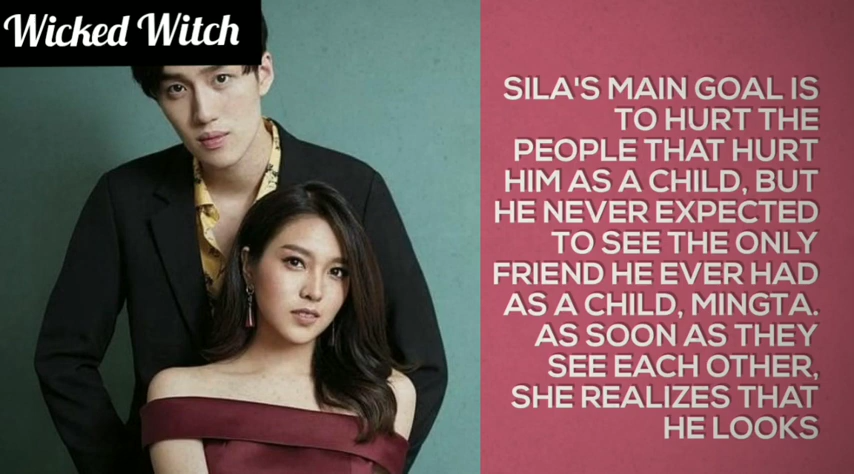 Wicked Witch
SILA'S MAIN GOAL IS
TO HURT THE
PEOPLE THAT HURT
HIM AS A CHILD, BUT
HE NEVER EXPECTED
TO SEE THE ONLY
FRIEND HE EVER HAD
AS A CHILD, MINGTA.
AS SOON AS THEY
SEE EACH OTHER,
SHE REALIZES THAT
HE LOOKS